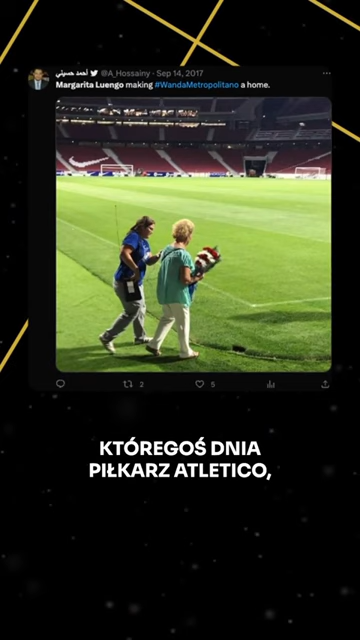 أحمد حسيني @A_Hossainy · Sep 14, 2017
Margarita Luengo making #WandaMetropolitano a home.
2
5
KTÓREGOŚ DNIA
PIŁKARZ ATLETICO,